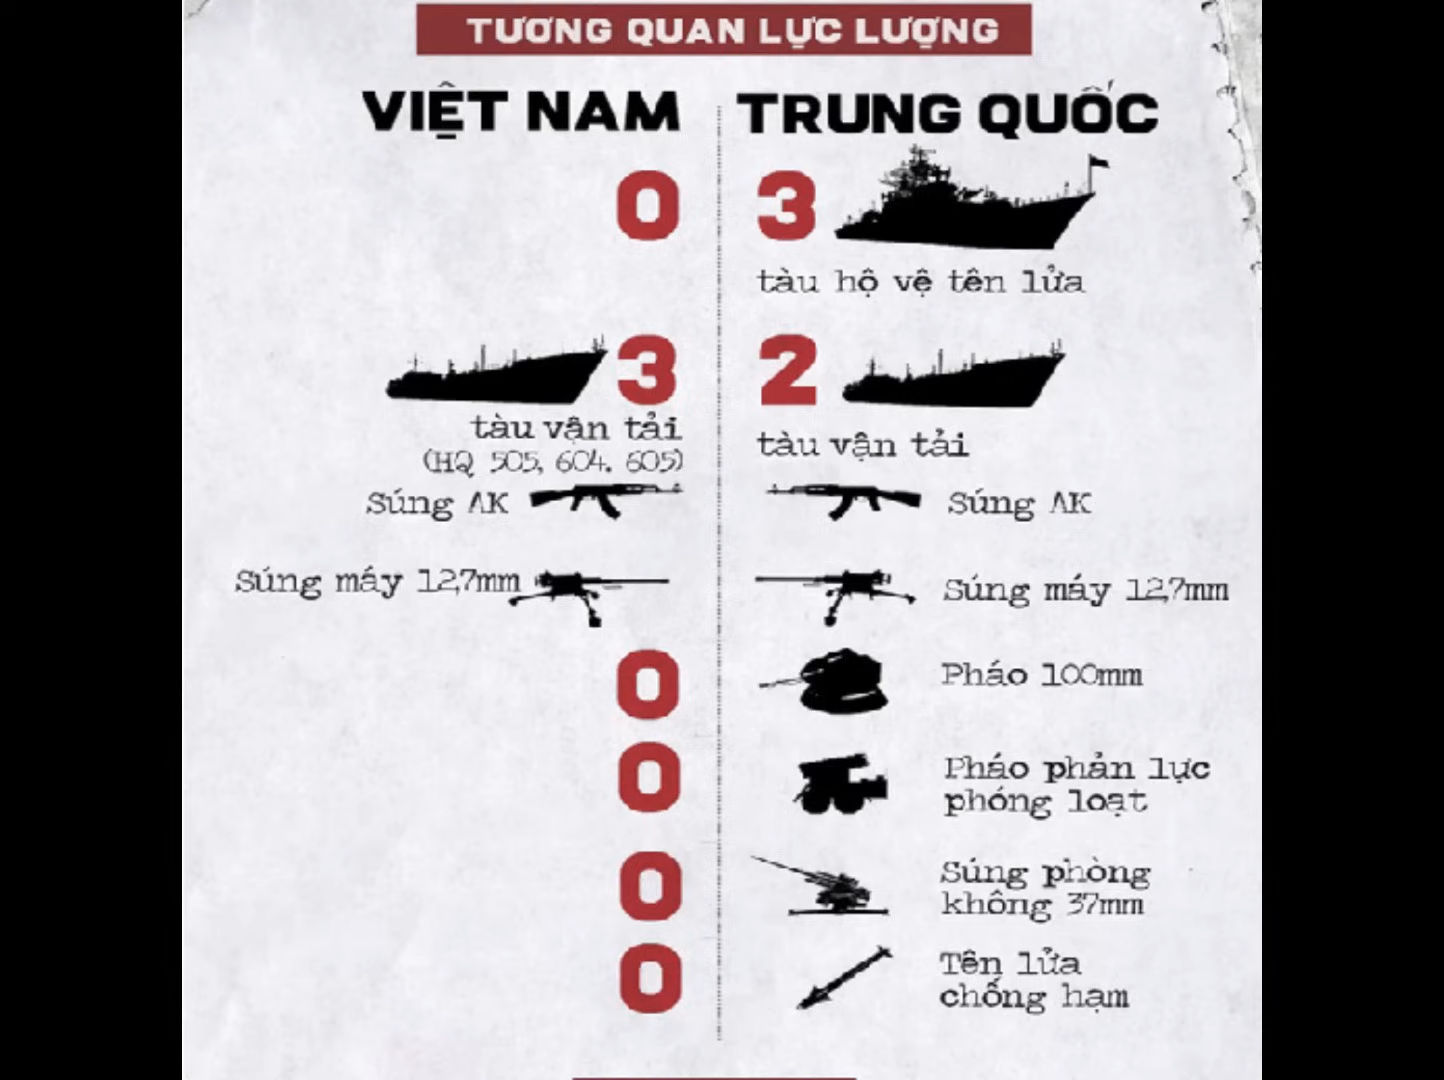 TƯƠNG QUAN LỰC LƯỢNG
VIỆT NAM
TRUNG QUỐC
0
3
tàu hộ vệ tên lửa
3
2
tàu vận tải
(HQ 505, 604. 605)
tàu vận tải
Súng AK
Súng AK
Súng máy 12,7mm
Súng máy 12,7mm
0
Pháo 100mm
0
Pháo phản lực
phóng loạt
0
Súng phòng
không 37mm
0
Tên lửa
chống hạm